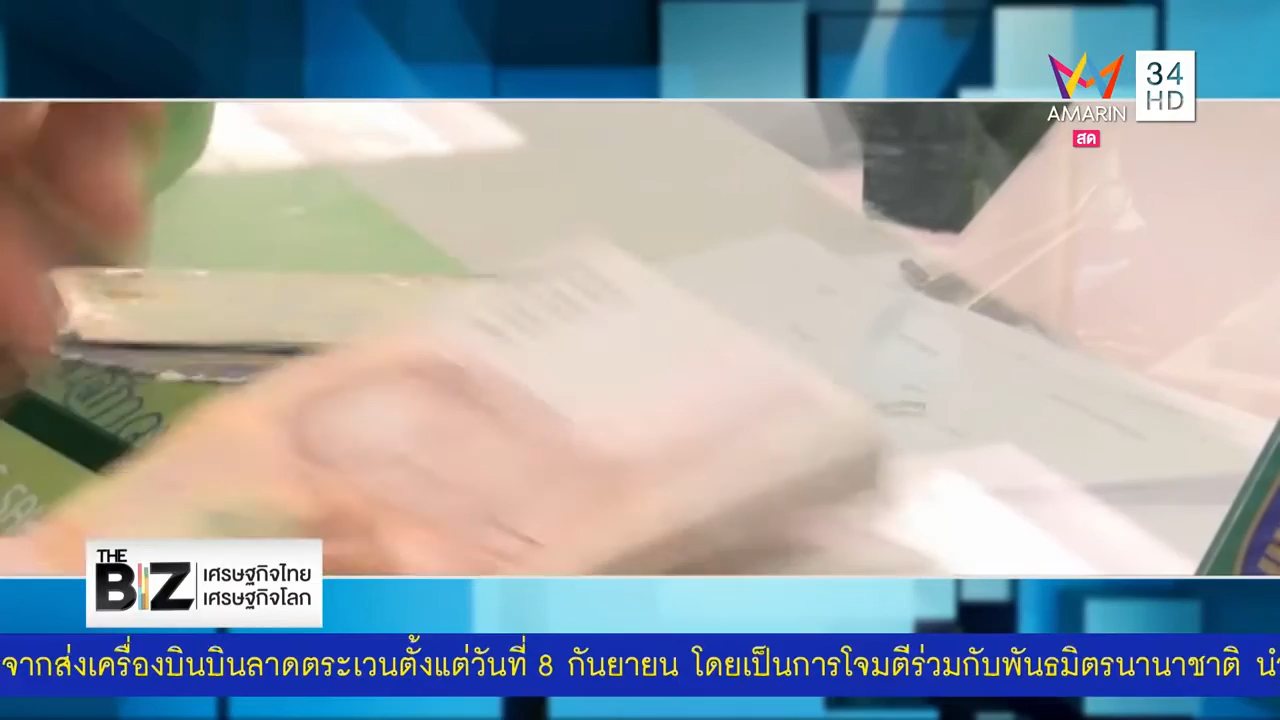 34
HD
AMARIN
สด
THE
BIZ
เศรษฐกิจไทย
เศรษฐกิจโลก
จากส่งเครื่องบินบินลาดตระเวนตั้งแต่วันที่ 8 กันยายน โดยเป็นการโจมตีร่วมกับพันธมิตรนานาชาติ